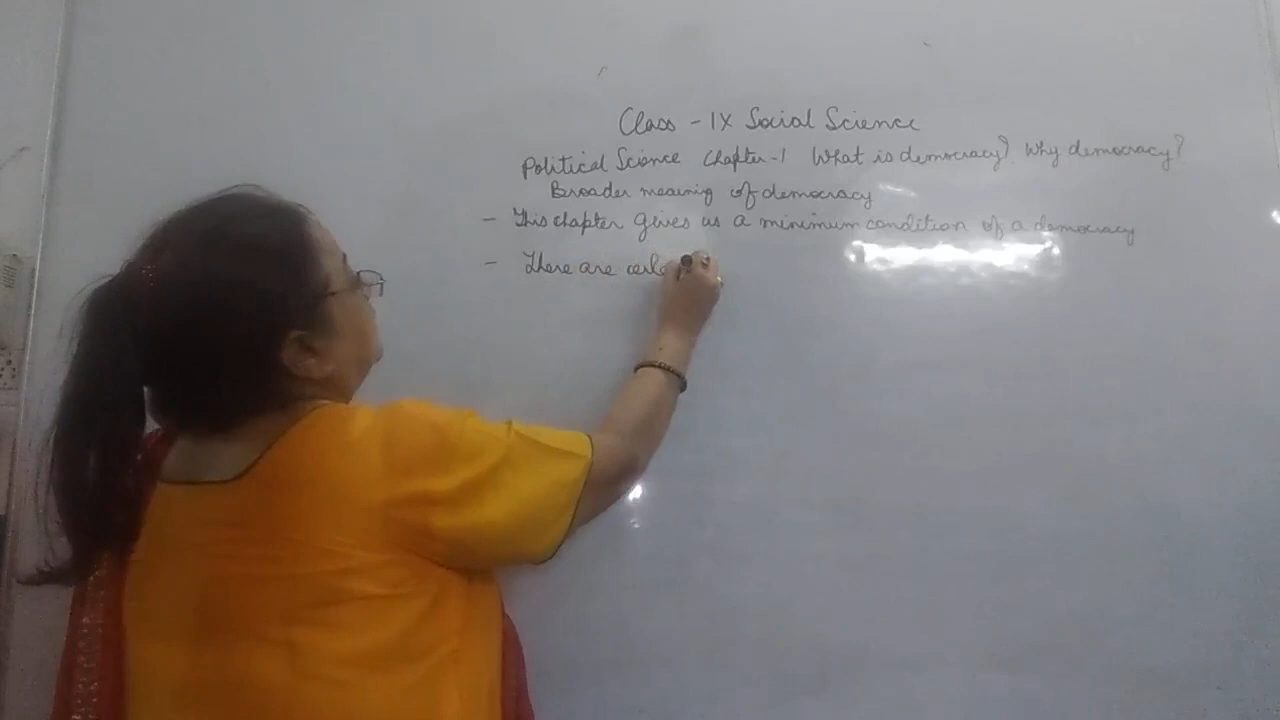 Class - IX Social Science
Political Science Chapter-1 What is democracy? Why democracy?
Broader meaning of democracy
- This chapter gives us a minimum condition of a democracy
- There are